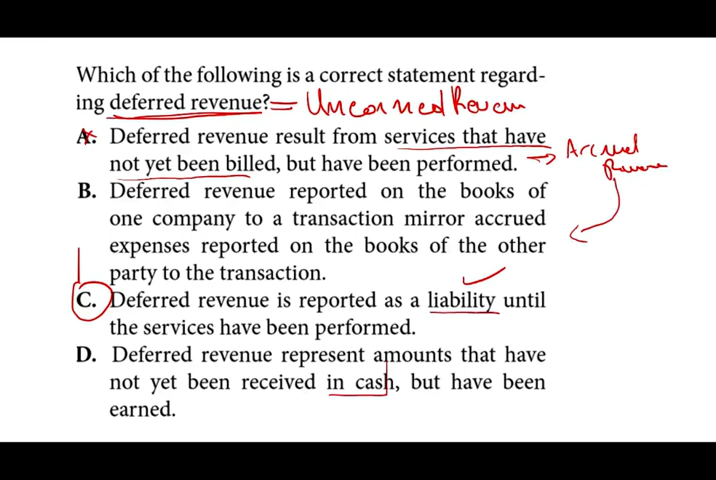 Which of the following is a correct statement regard-
ing deferred revenue? = Unearned Revenue
A. Deferred revenue result from services that have
not yet been billed, but have been performed. → Accrued
Revenue
B. Deferred revenue reported on the books of
one company to a transaction mirror accrued
expenses reported on the books of the other
party to the transaction.
C. Deferred revenue is reported as a liability until
the services have been performed.
D. Deferred revenue represent amounts that have
not yet been received in cash, but have been
earned.